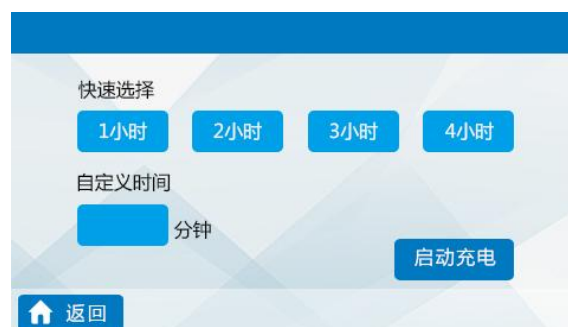 快速选择
1小时 2小时 3小时 4小时
自定义时间
分钟
启动充电
返回